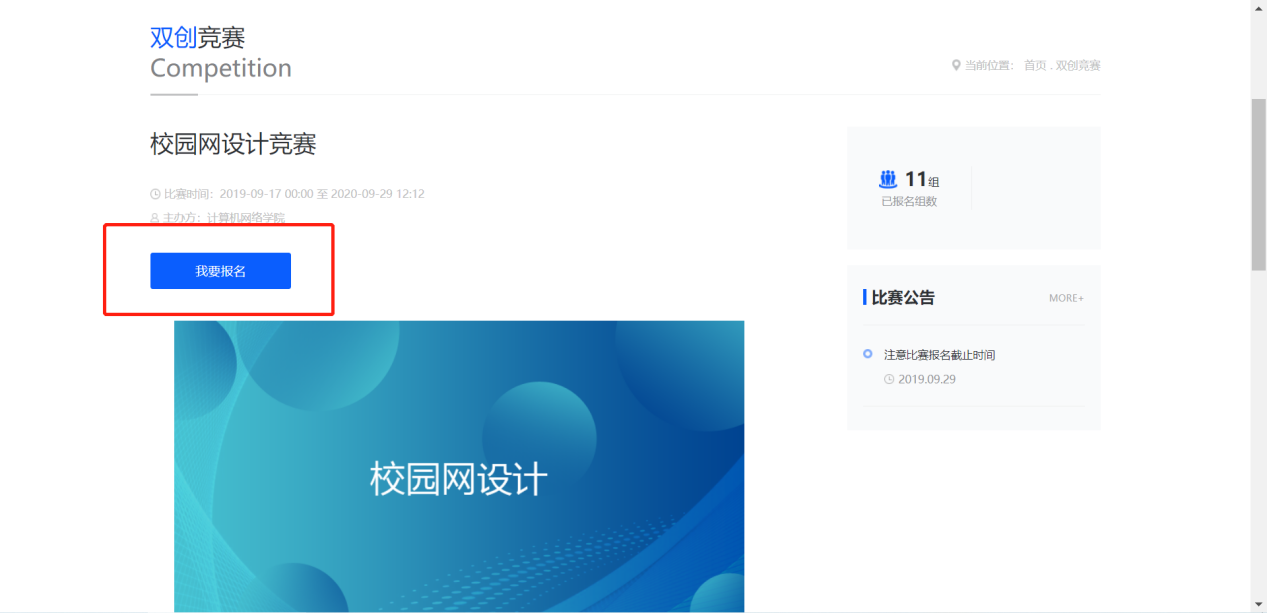 双创竞赛
Competition
当前位置： 首页 . 双创竞赛
校园网设计竞赛
比赛时间：2019-09-17 00:00 至 2020-09-29 12:12
主办方：计算机网络学院
我要报名
校园网设计
11组
已报名组数
比赛公告
MORE+
注意比赛报名截止时间
2019.09.29